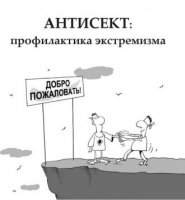 АНТИСЕКТ:
профилактика экстремизма
ДОБРО
ПОЖАЛОВАТЬ!